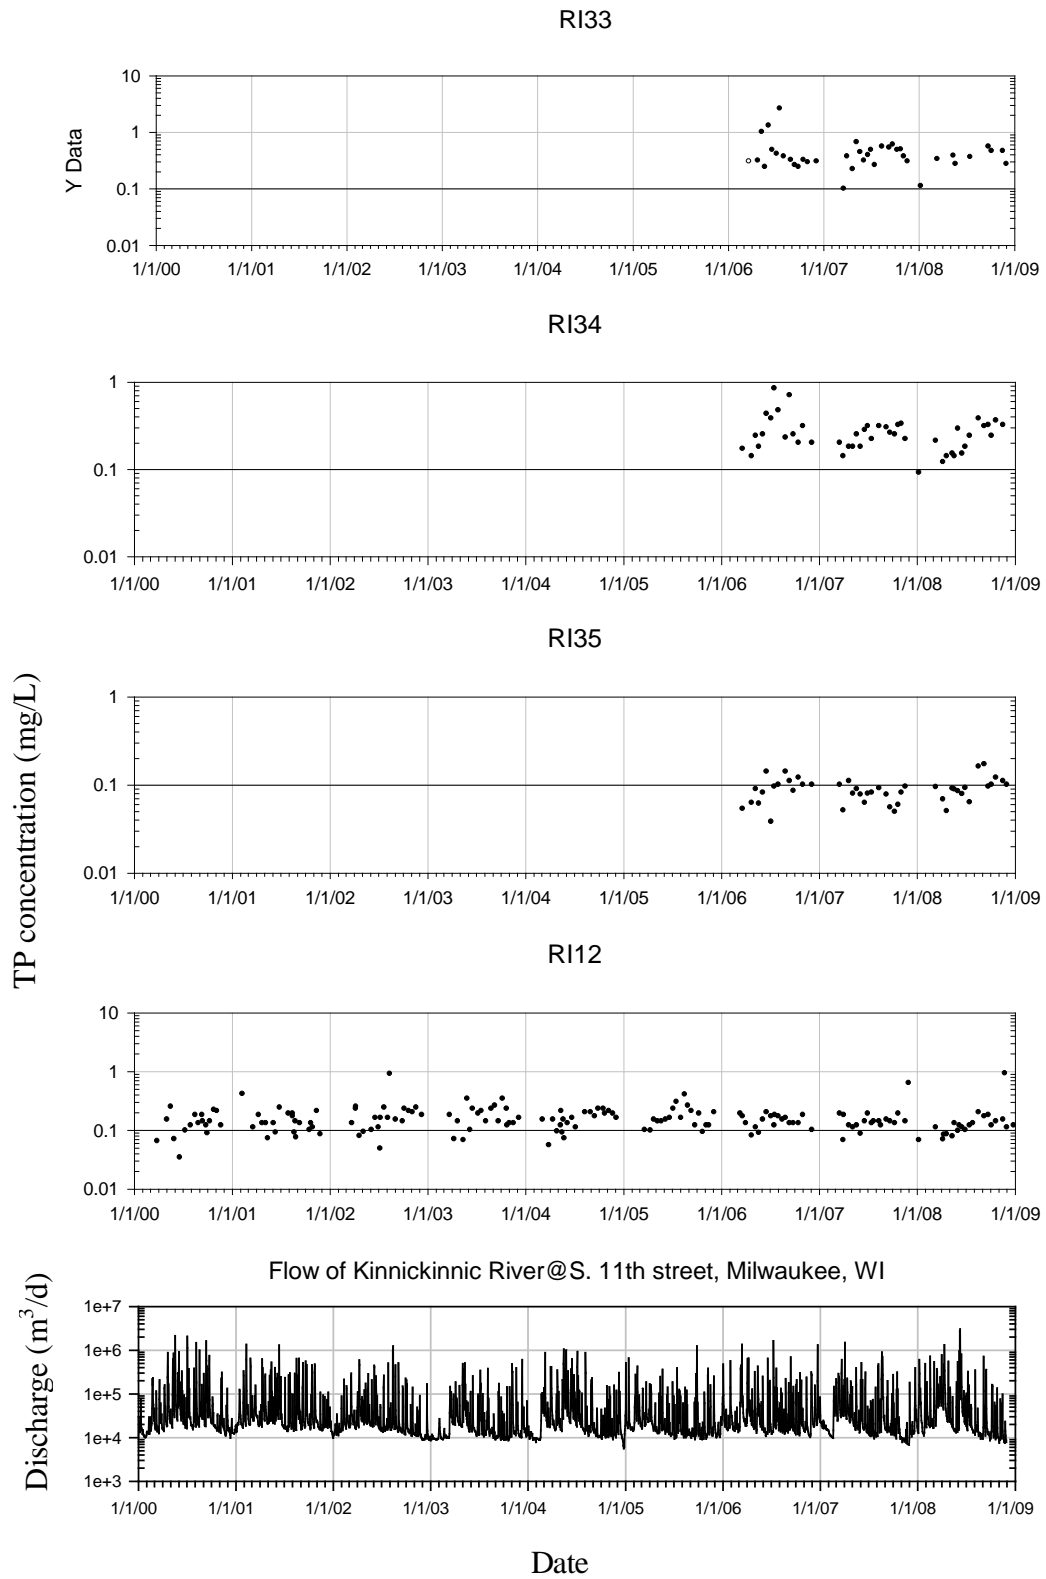 RI33
Y Data
10
1
0.1
0.01
1/1/00 1/1/01 1/1/02 1/1/03 1/1/04 1/1/05 1/1/06 1/1/07 1/1/08 1/1/09
RI34
1
0.1
0.01
1/1/00 1/1/01 1/1/02 1/1/03 1/1/04 1/1/05 1/1/06 1/1/07 1/1/08 1/1/09
RI35
TP concentration (mg/L)
1
0.1
0.01
1/1/00 1/1/01 1/1/02 1/1/03 1/1/04 1/1/05 1/1/06 1/1/07 1/1/08 1/1/09
RI12
10
1
0.1
0.01
1/1/00 1/1/01 1/1/02 1/1/03 1/1/04 1/1/05 1/1/06 1/1/07 1/1/08 1/1/09
Flow of Kinnickinnic River@S. 11th street, Milwaukee, WI
Discharge (m³/d)
1e+7
1e+6
1e+5
1e+4
1e+3
1/1/00 1/1/01 1/1/02 1/1/03 1/1/04 1/1/05 1/1/06 1/1/07 1/1/08 1/1/09
Date